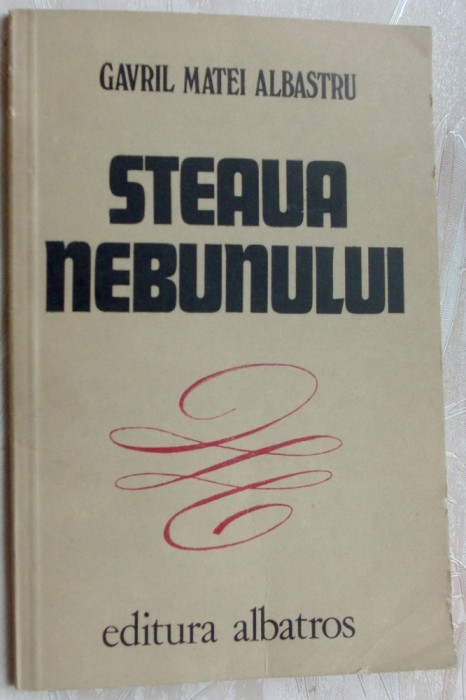 GAVRIL MATEI ALBASTRU
STEAUA
NEBUNULUI
editura albatros